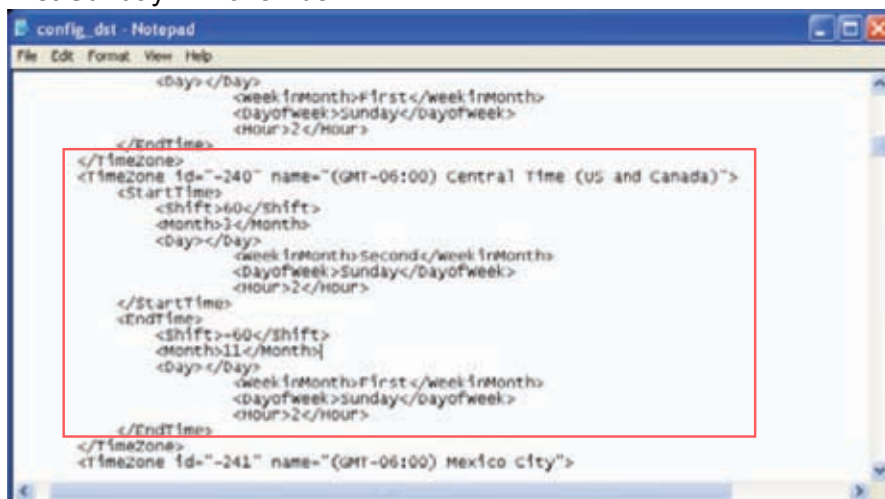 config_dst - Notepad
File Edit Format View Help
<Day></Day>
<WeekinMonth>First</WeekinMonth>
<DayofWeek>Sunday</DayofWeek>
<Hour>2</Hour>
</EndTime>
</TimeZone>
<TimeZone id="-240" name="(GMT-06:00) Central Time (US and Canada)">
<StartTime>
<Shift>60</Shift>
<Month>3</Month>
<Day></Day>
<WeekinMonth>Second</WeekinMonth>
<DayofWeek>Sunday</DayofWeek>
<Hour>2</Hour>
</StartTime>
<EndTime>
<Shift>-60</Shift>
<Month>11</Month>
<Day></Day>
<WeekinMonth>First</WeekinMonth>
<DayofWeek>Sunday</DayofWeek>
<Hour>2</Hour>
</EndTime>
</TimeZone>
<TimeZone id="-241" name="(GMT-06:00) Mexico City">